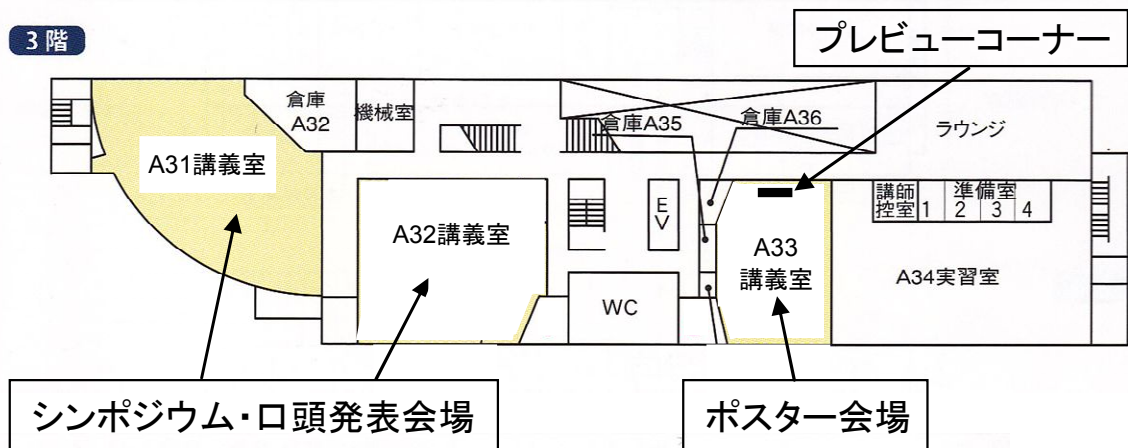 3階
プレビューコーナー
倉庫
A32
機械室
倉庫A35
倉庫A36
ラウンジ
A31講義室
講師
控室
準備室
1 2 3 4
EV
A32講義室
A33
講義室
A34実習室
WC
シンポジウム・口頭発表会場
ポスター会場